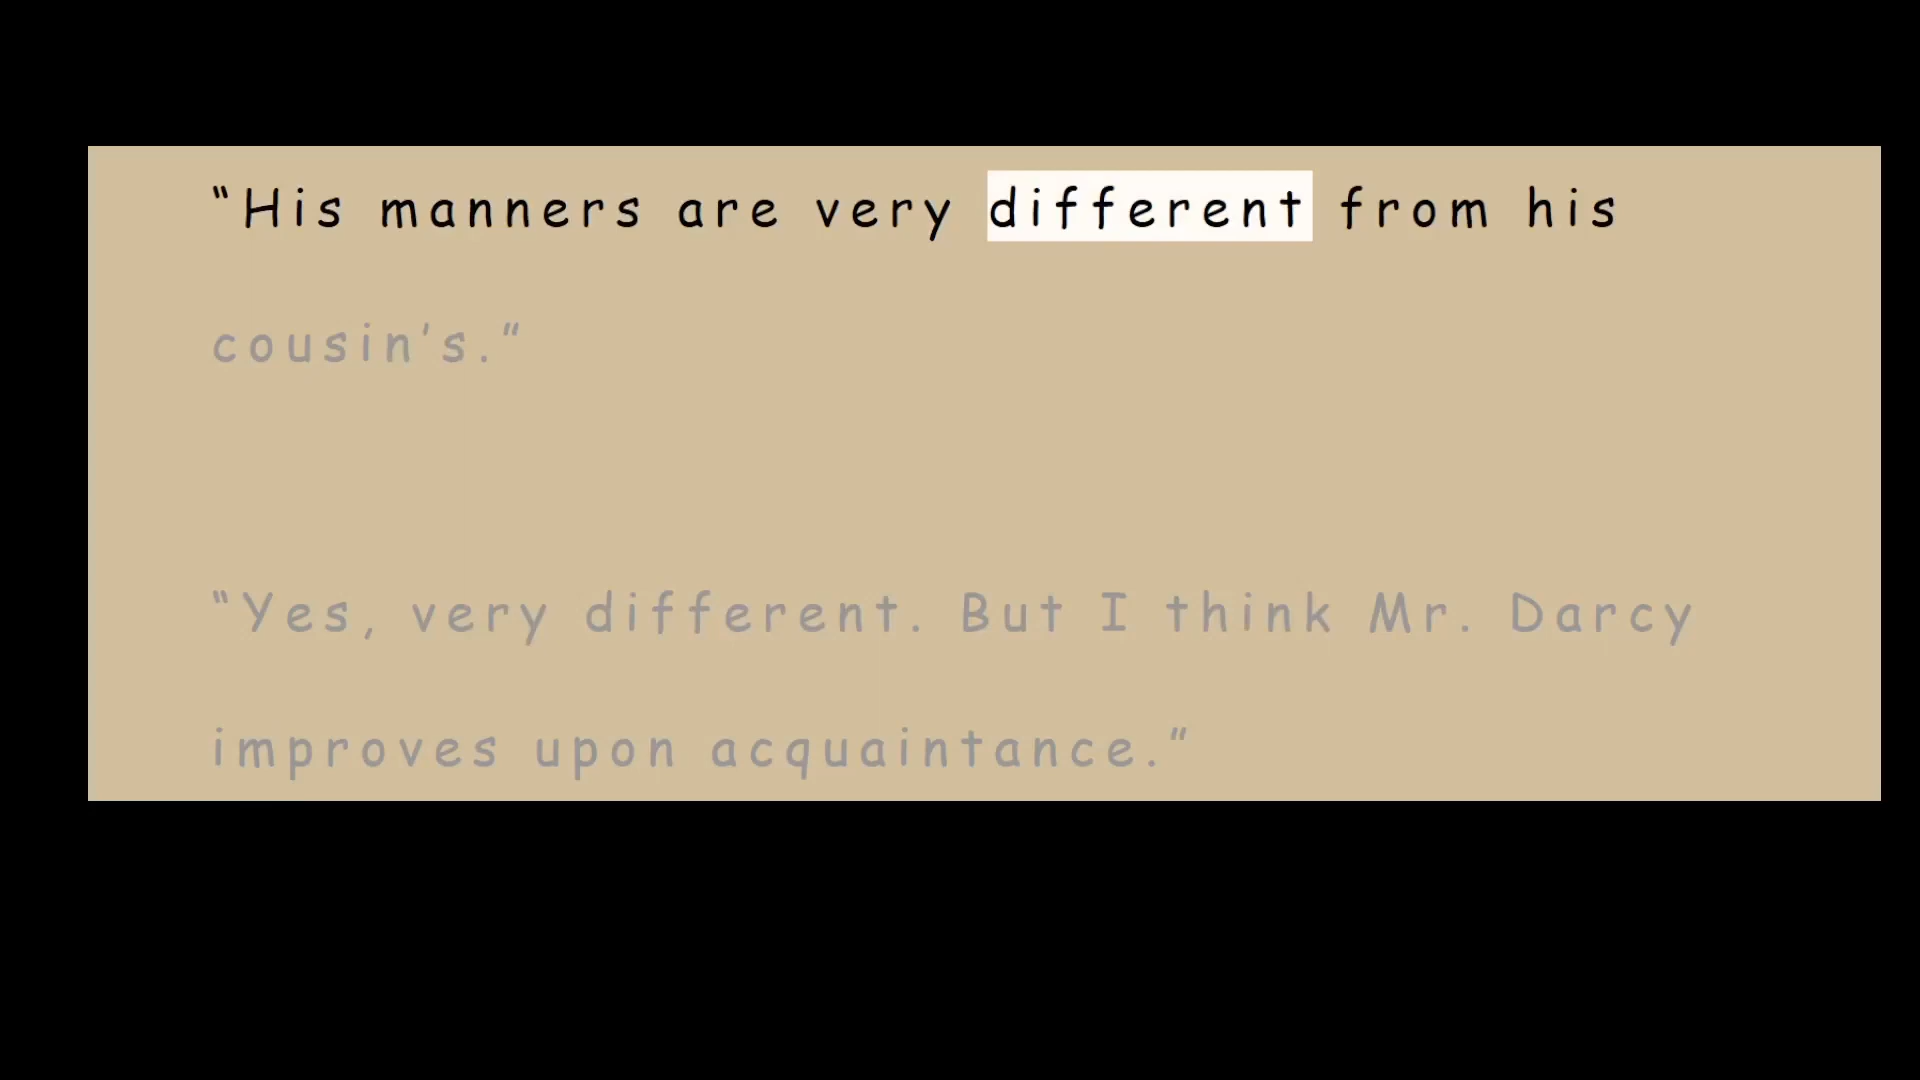 “His manners are very different from his
cousin’s.”
“Yes, very different. But I think Mr. Darcy
improves upon acquaintance.”